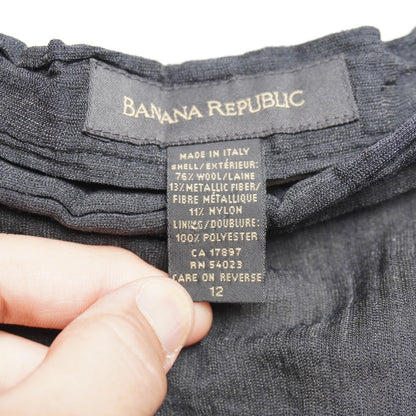 BANANA REPUBLIC
MADE IN ITALY
SHELL/EXTÉRIEUR:
76% WOOL/LAINE
13% METALLIC FIBER/
FIBRE MÉTALLIQUE
11% NYLON
LINING/DOUBLURE:
100% POLYESTER
CA 17897
RN 54023
CARE ON REVERSE
12